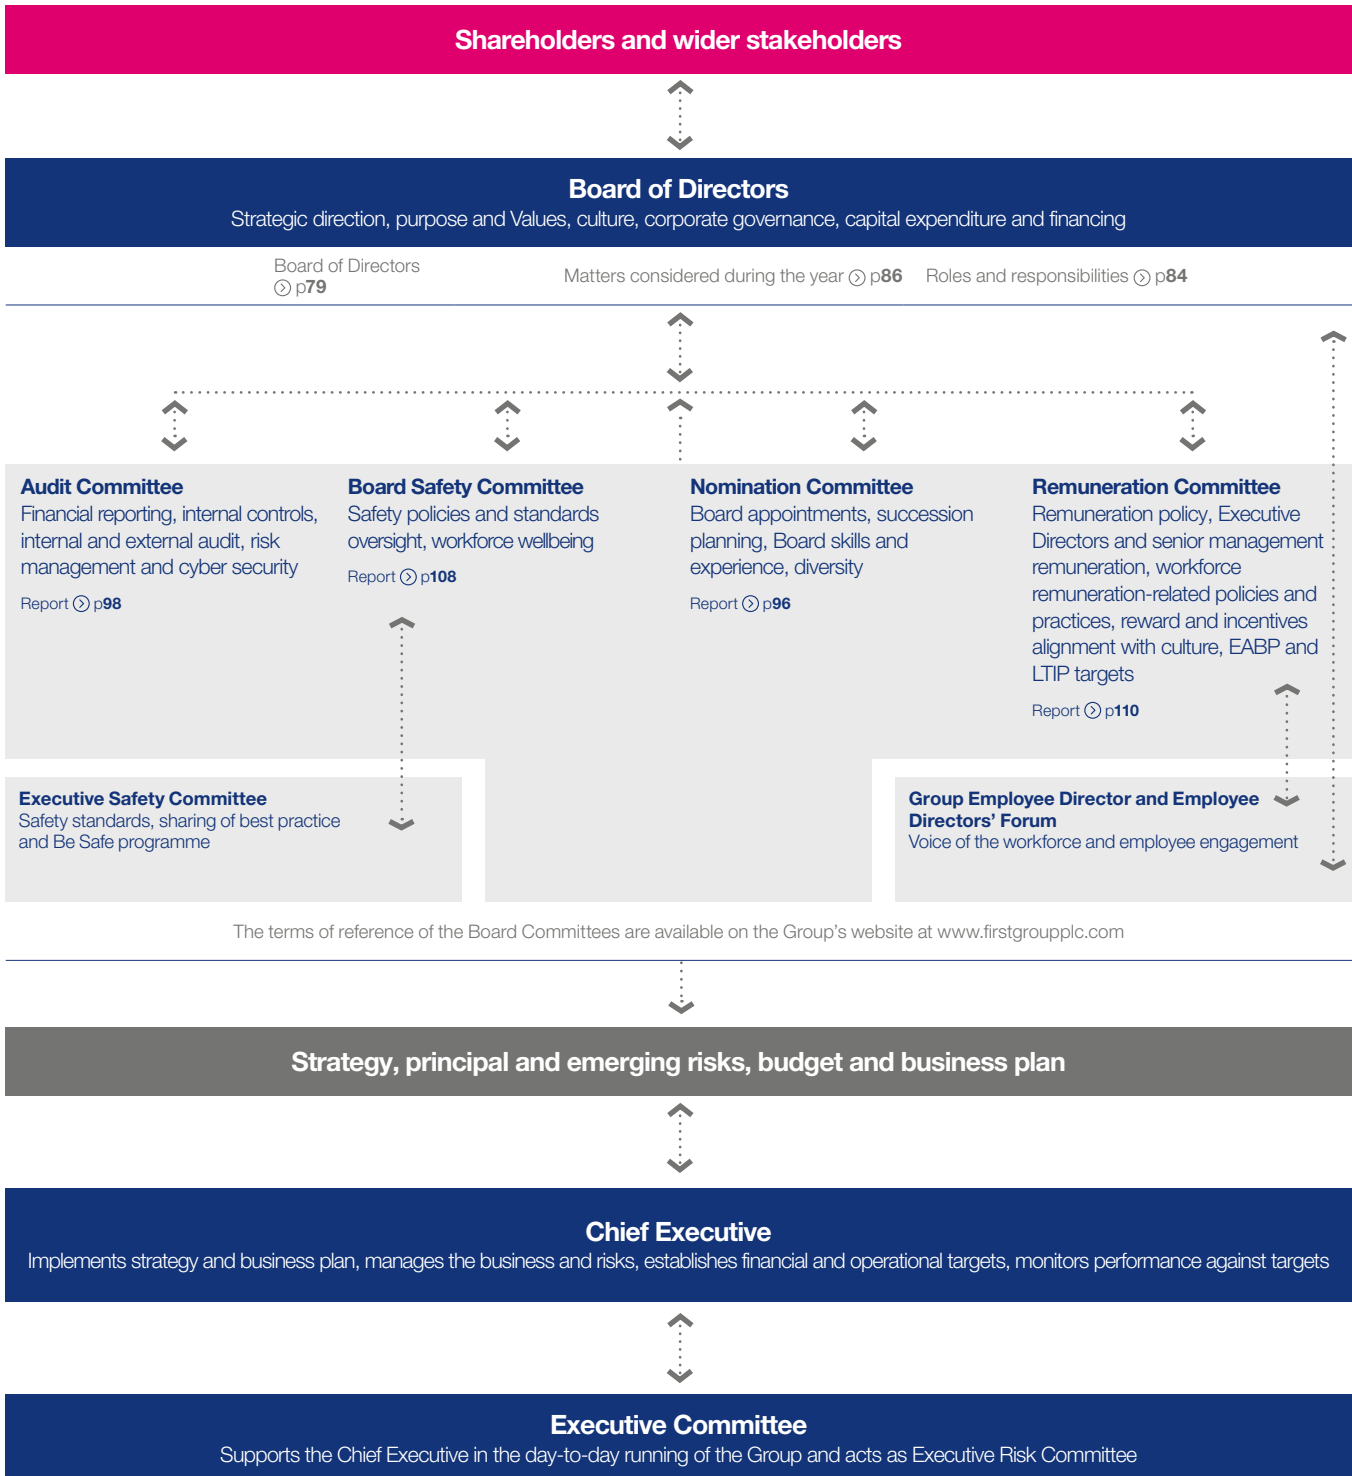 Shareholders and wider stakeholders
Board of Directors
Strategic direction, purpose and Values, culture, corporate governance, capital expenditure and financing
Board of Directors
p79
Matters considered during the year p86
Roles and responsibilities p84
Audit Committee
Financial reporting, internal controls,
internal and external audit, risk
management and cyber security
Report p98
Board Safety Committee
Safety policies and standards
oversight, workforce wellbeing
Report p108
Nomination Committee
Board appointments, succession
planning, Board skills and
experience, diversity
Report p96
Remuneration Committee
Remuneration policy, Executive
Directors and senior management
remuneration, workforce
remuneration-related policies and
practices, reward and incentives
alignment with culture, EABP and
LTIP targets
Report p110
Executive Safety Committee
Safety standards, sharing of best practice
and Be Safe programme
Group Employee Director and Employee
Directors' Forum
Voice of the workforce and employee engagement
The terms of reference of the Board Committees are available on the Group's website at www.firstgroupplc.com
Strategy, principal and emerging risks, budget and business plan
Chief Executive
Implements strategy and business plan, manages the business and risks, establishes financial and operational targets, monitors performance against targets
Executive Committee
Supports the Chief Executive in the day-to-day running of the Group and acts as Executive Risk Committee